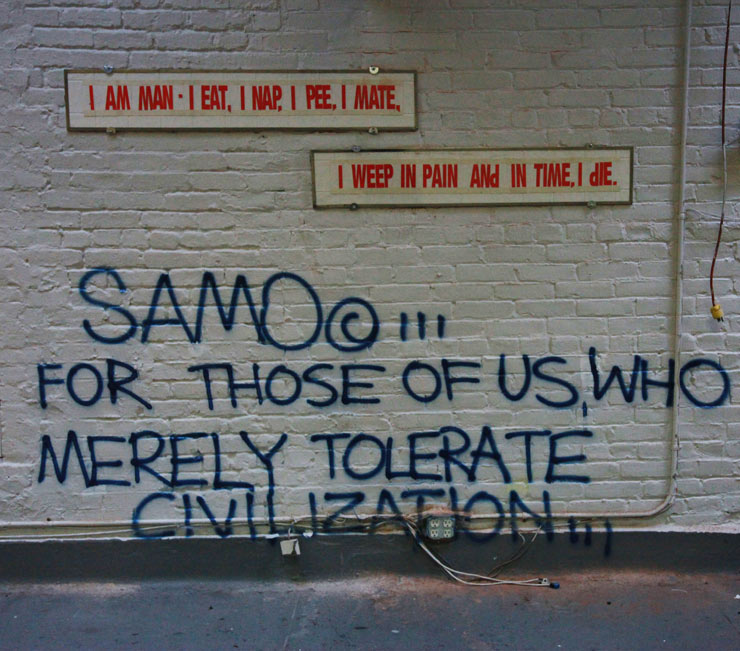 I AM MAN · I EAT, I NAP, I PEE, I MATE,
I WEEP IN PAIN ANd IN TIME, I dIE.
SAMO© ,,,
FOR THOSE OF US, WHO
MERELY TOLERATE
CIVILIZATION ,,,